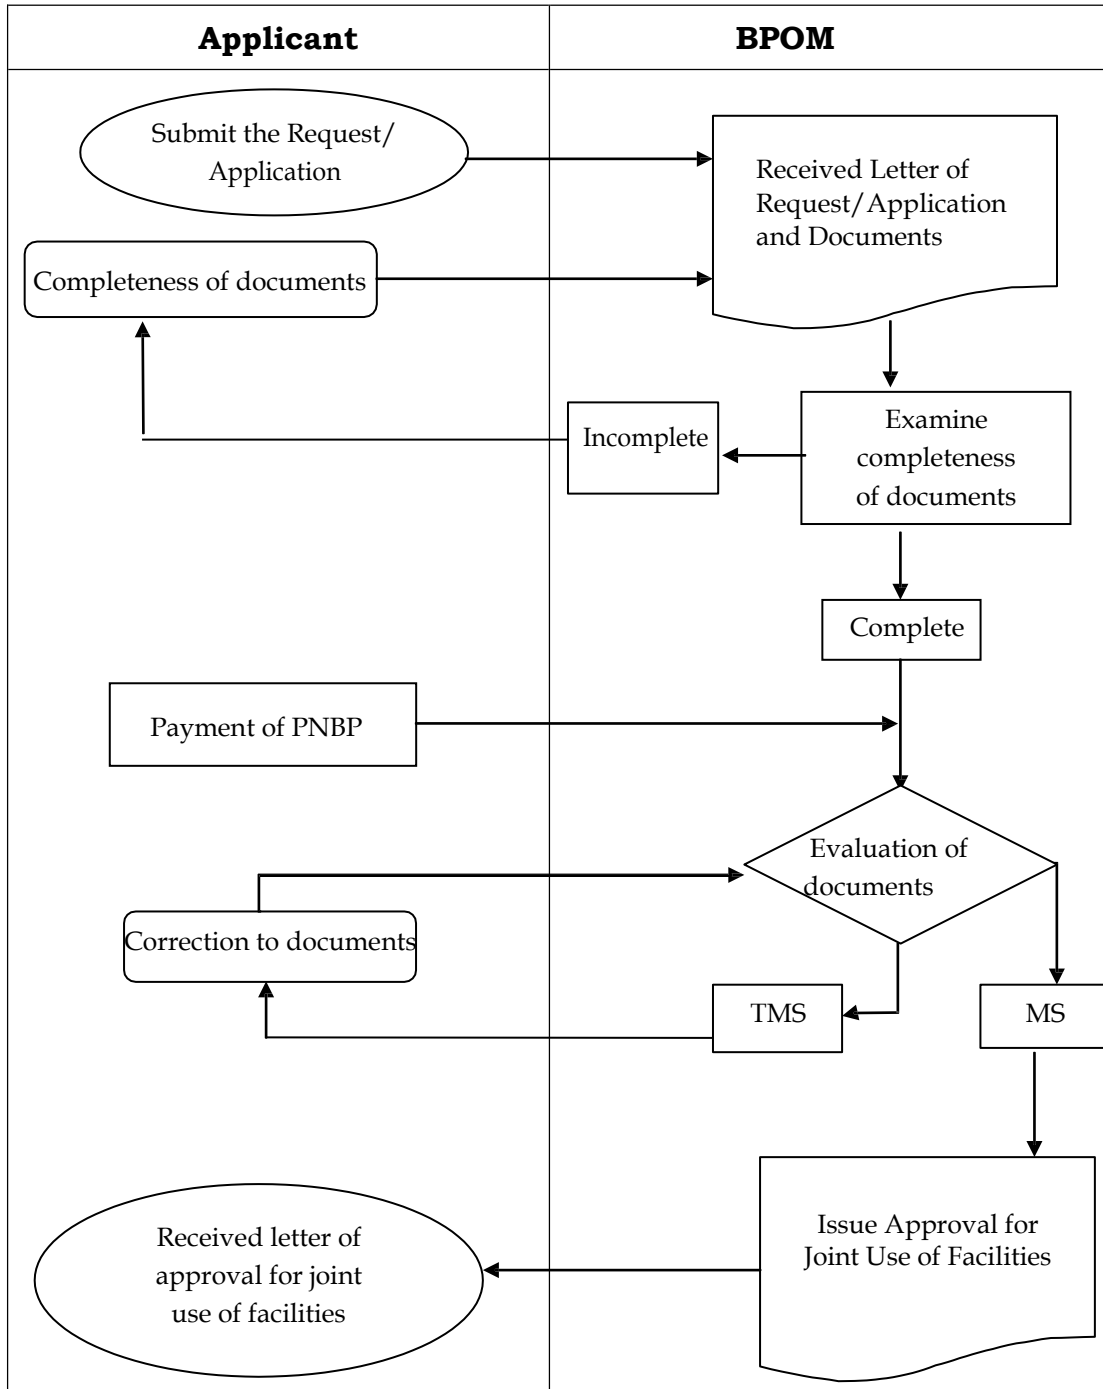 Applicant
BPOM
Submit the Request/
Application
Received Letter of
Request/Application
and Documents
Completeness of documents
Incomplete
Examine
completeness
of documents
Complete
Payment of PNBP
Evaluation of
documents
Correction to documents
TMS
MS
Issue Approval for
Joint Use of Facilities
Received letter of
approval for joint
use of facilities